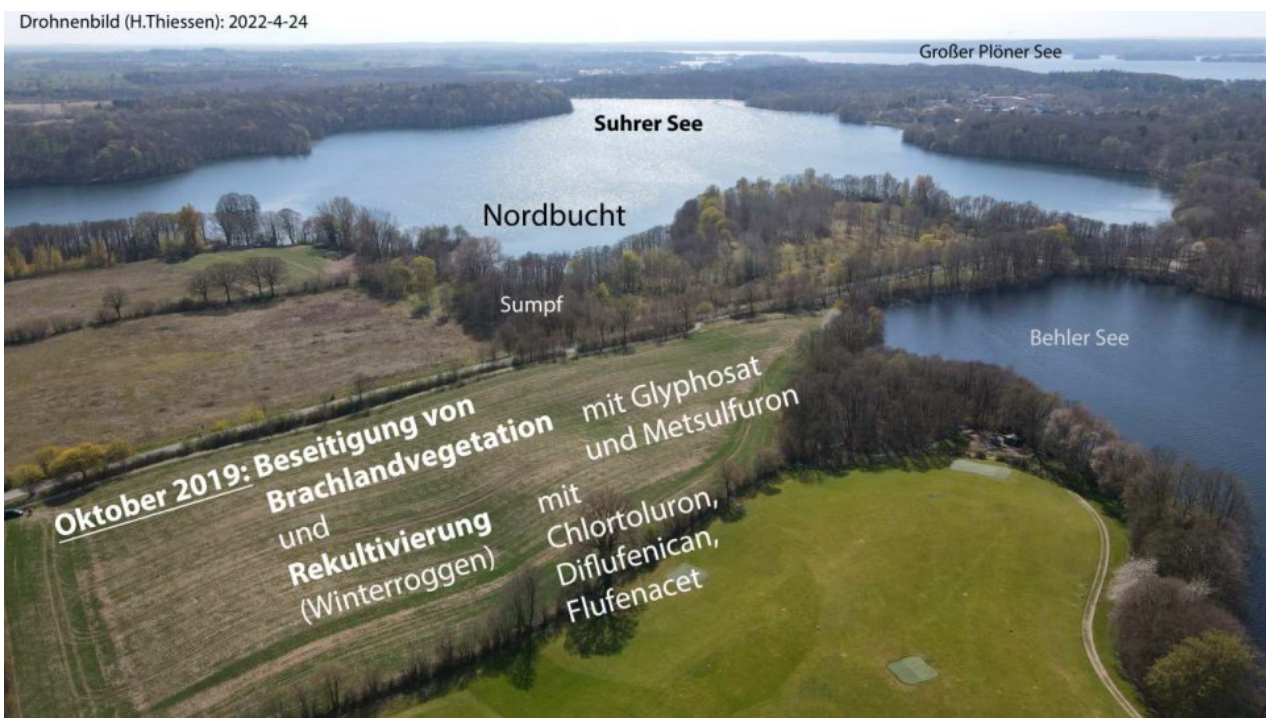 Drohnenbild (H.Thiessen): 2022-4-24
Großer Plöner See
Suhrer See
Nordbucht
Sumpf
Behler See
Oktober 2019: Beseitigung von
Brachlandvegetation
mit Glyphosat
und Metsulfuron
und
Rekultivierung
(Winterroggen)
mit
Chlortoluron,
Diflufenican,
Flufenacet